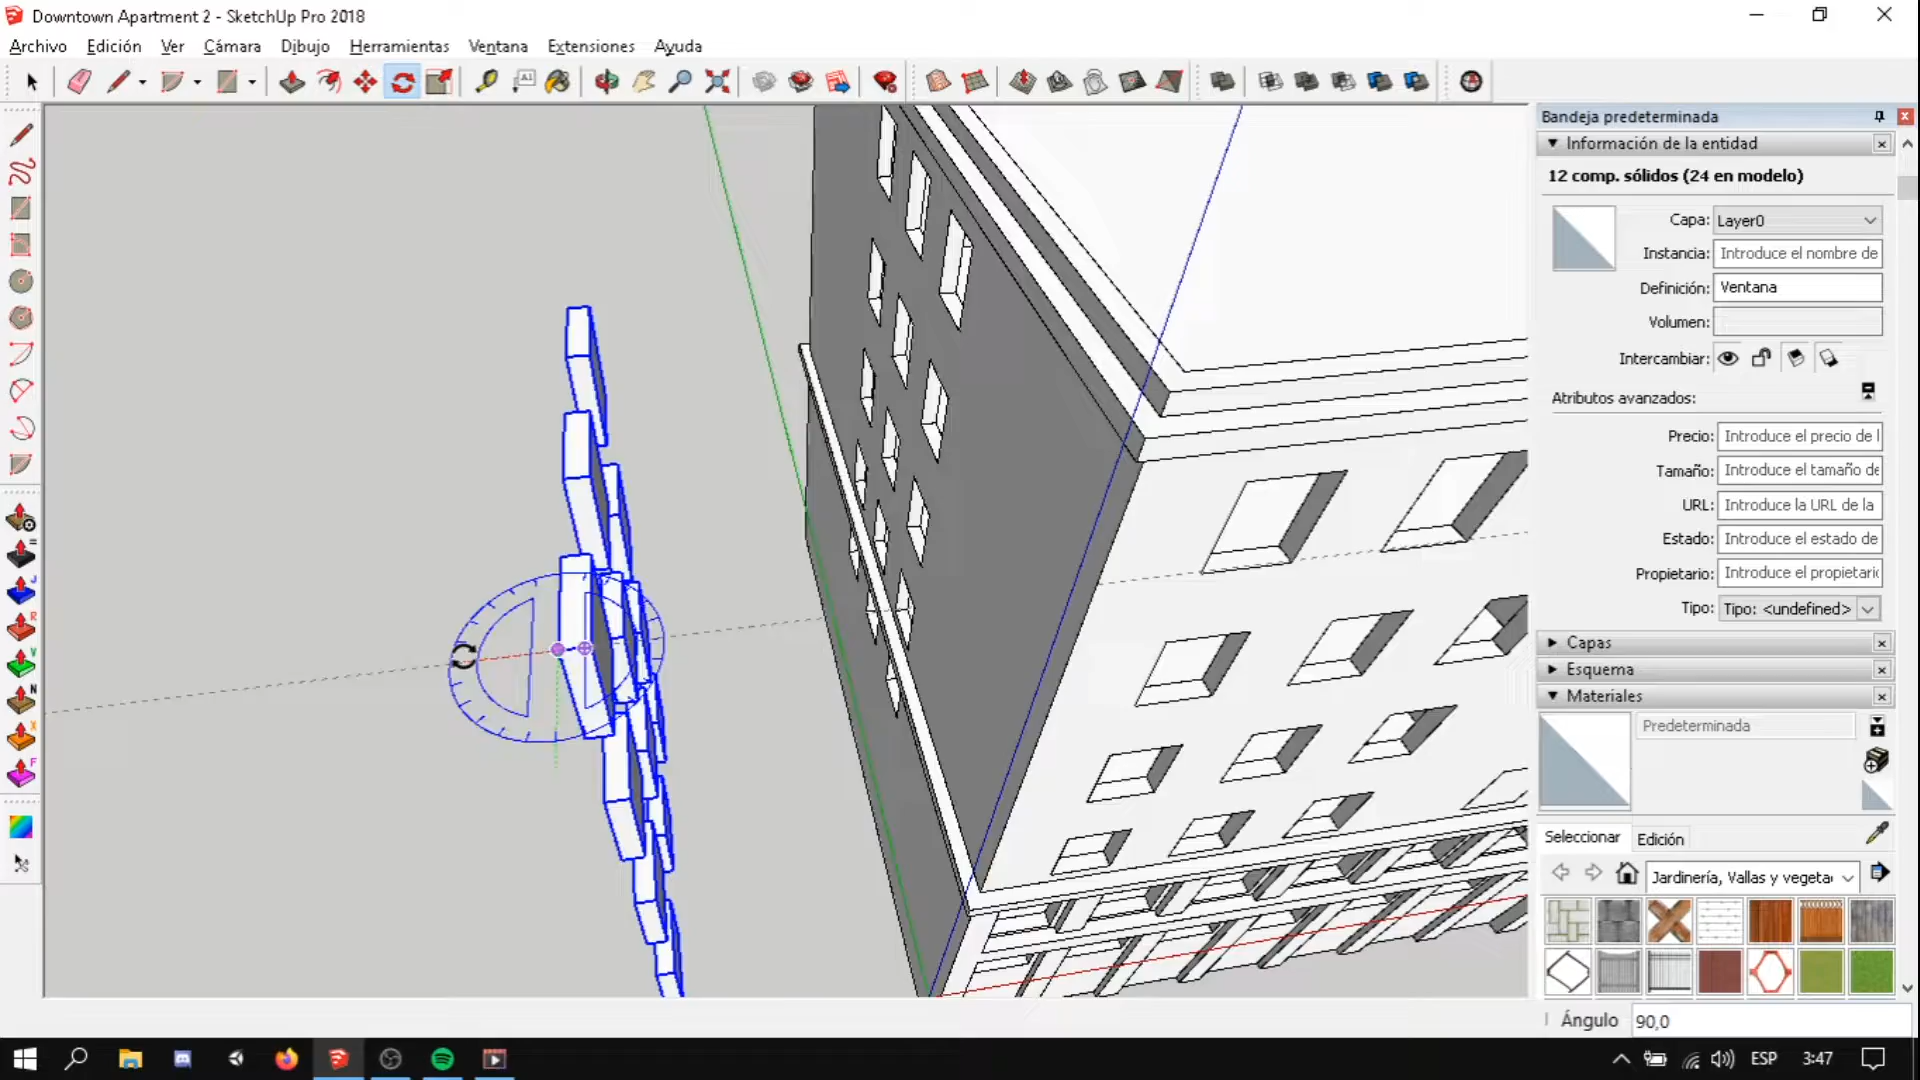 Downtown Apartment 2 - SketchUp Pro 2018
Archivo Edición Ver Cámara Dibujo Herramientas Ventana Extensiones Ayuda
Bandeja predeterminada
Información de la entidad
12 comp. sólidos (24 en modelo)
Capa: Layer0
Instancia: Introduce el nombre de
Definición: Ventana
Volumen:
Intercambiar:
Atributos avanzados:
Precio: Introduce el precio de l
Tamaño: Introduce el tamaño de
URL: Introduce la URL de la
Estado: Introduce el estado de
Propietario: Introduce el propietario
Tipo: Tipo: <undefined>
Capas
Esquema
Materiales
Predeterminada
Seleccionar Edición
Jardinería, Vallas y vegeta
Ángulo 90,0
ESP 3:47